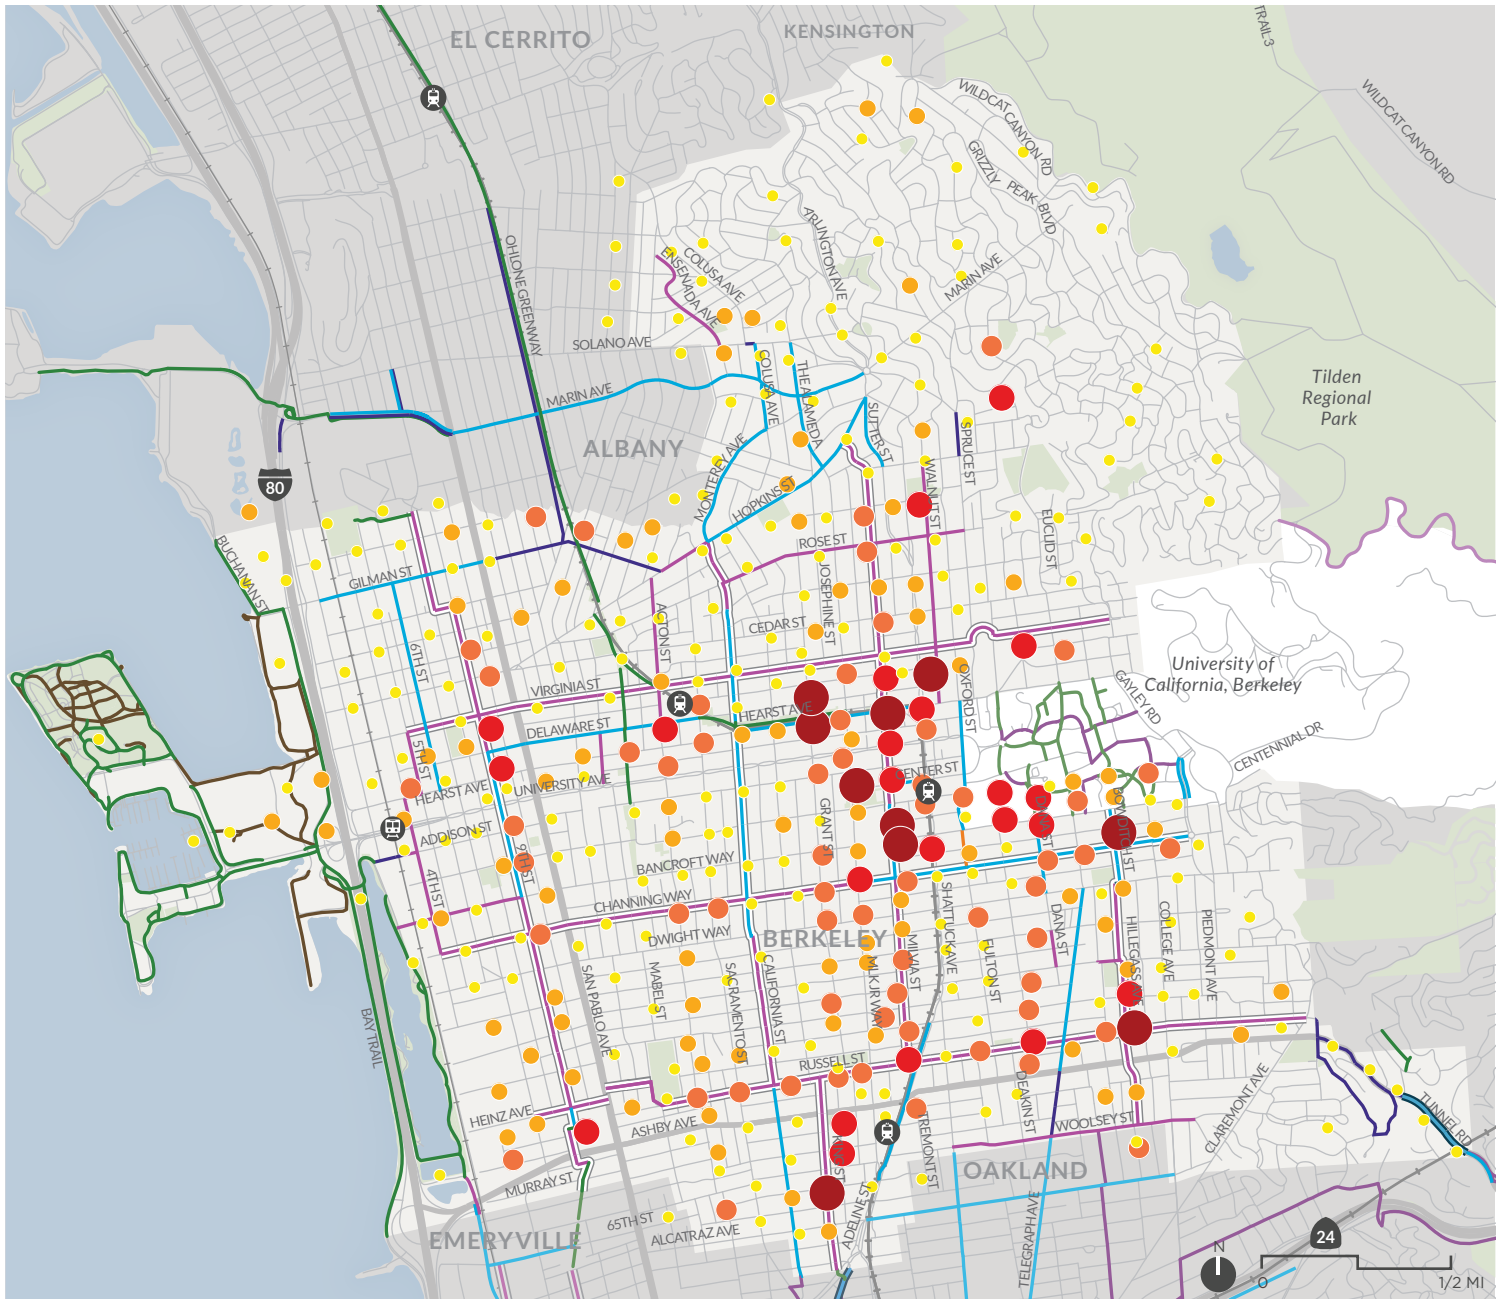 EL CERRITO
KENSINGTON
TRAIL 3
WILDCAT CANYON RD
WILDCAT CANYON RD
GRIZZLY PEAK BLVD
OHLONE GREENWAY
ARLINGTON AVE
COLUSA AVE
ENSENADA AVE
MARIN AVE
SOLANO AVE
MARIN AVE
COLUSA AVE
THE ALAMEDA
SUTTER ST
SPRUCE ST
Tilden
Regional
Park
ALBANY
MONTEREY AVE
HOPKINS ST
WALNUT ST
80
EUCLID ST
BUCHANAN ST
GILMAN ST
ROSE ST
JOSEPHINE ST
ACTON ST
CEDAR ST
6TH ST
VIRGINIA ST
OXFORD ST
GAYLEY RD
University of
California, Berkeley
HEARST AVE
DELAWARE ST
CENTENNIAL DR
5TH ST
HEARST AVE
UNIVERSITY AVE
CENTER ST
ADDISON ST
GRANT ST
DANA ST
BOWDITCH ST
9TH ST
BANCROFT WAY
4TH ST
CHANNING WAY
SHATTUCK AVE
DWIGHT WAY
BERKELEY
DANA ST
HILLEGASS AVE
COLLEGE AVE
PIEDMONT AVE
SAN PABLO AVE
MABEL ST
SACRAMENTO ST
CALIFORNIA ST
MLK JR WAY
MILVIA ST
FULTON ST
BAY TRAIL
RUSSELL ST
DEAKIN ST
CLAREMONT AVE
HEINZ AVE
ASHBY AVE
KING ST
TREMONT ST
WOOLSEY ST
TUNNEL RD
OAKLAND
MURRAY ST
65TH ST
ALCATRAZ AVE
ADELINE ST
TELEGRAPH AVE
EMERYVILLE
24
N
0
1/2 MI